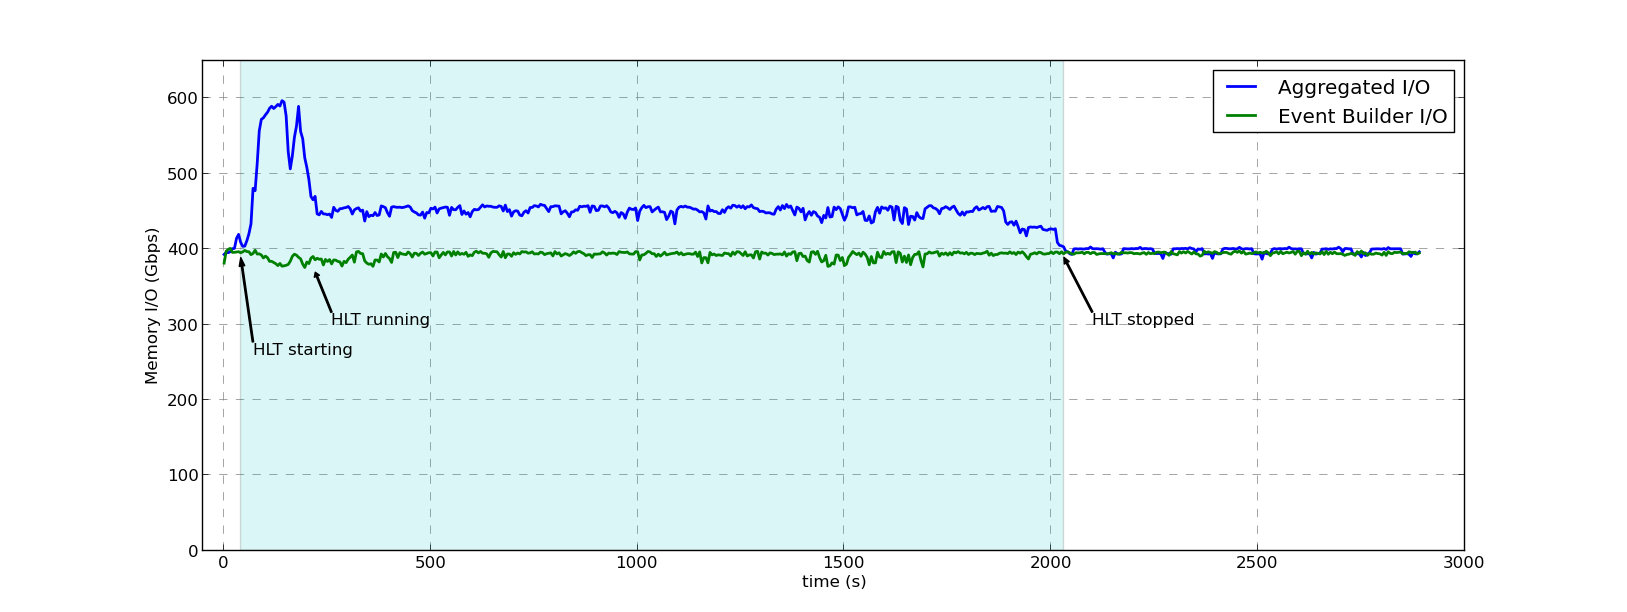 600
500
400
300
200
100
0
Memory I/O (Gbps)
Aggregated I/O
Event Builder I/O
HLT running
HLT starting
HLT stopped
0 500 1000 1500 2000 2500 3000
time (s)